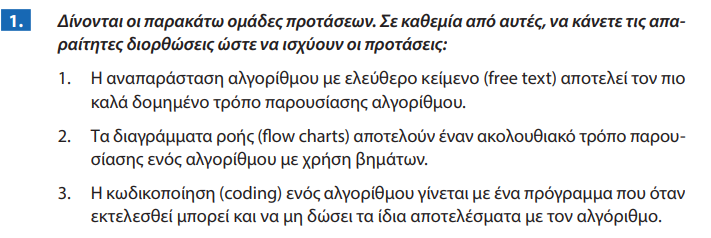 1. Δίνονται οι παρακάτω ομάδες προτάσεων. Σε καθεμία από αυτές, να κάνετε τις απα-
ραίτητες διορθώσεις ώστε να ισχύουν οι προτάσεις:
1. Η αναπαράσταση αλγορίθμου με ελεύθερο κείμενο (free text) αποτελεί τον πιο
καλά δομημένο τρόπο παρουσίασης αλγορίθμου.
2. Τα διαγράμματα ροής (flow charts) αποτελούν έναν ακολουθιακό τρόπο παρου-
σίασης ενός αλγορίθμου με χρήση βημάτων.
3. Η κωδικοποίηση (coding) ενός αλγορίθμου γίνεται με ένα πρόγραμμα που όταν
εκτελεσθεί μπορεί και να μη δώσει τα ίδια αποτελέσματα με τον αλγόριθμο.